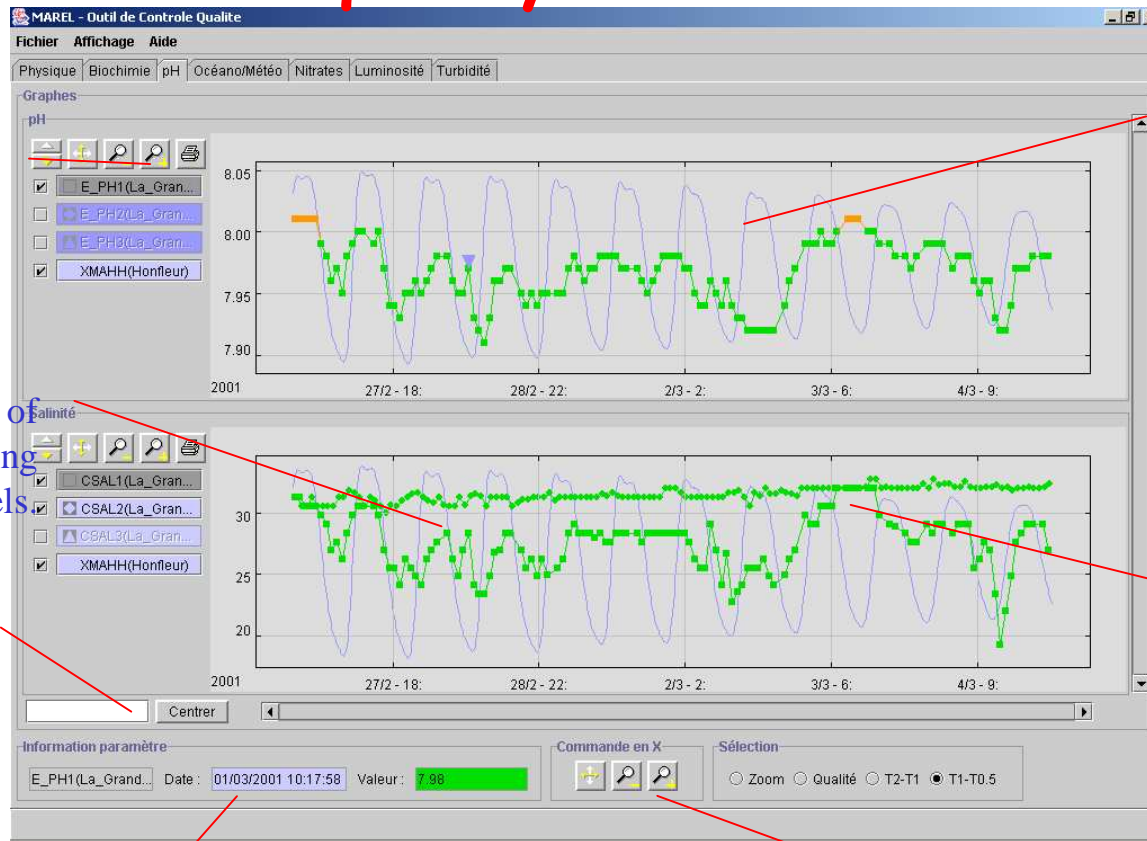 MAREL - Outil de Controle Qualite
Fichier Affichage Aide
Physique Biochimie pH Océano/Météo Nitrates Luminosité Turbidité
Graphes
pH
E_PH1(La_Gran...
E_PH2(La_Gran...
E_PH3(La_Gran...
XMAHH(Honfleur)
8.05
8.00
7.95
7.90
2001 27/2 - 18: 28/2 - 22: 2/3 - 2: 3/3 - 6: 4/3 - 9:
of
Salinité
ng
els.
CSAL1(La_Gran...
CSAL2(La_Gran...
CSAL3(La_Gran...
XMAHH(Honfleur)
30
25
20
2001 27/2 - 18: 28/2 - 22: 2/3 - 2: 3/3 - 6: 4/3 - 9:
Centrer
Information paramètre Commande en X Sélection
E_PH1(La_Grand... Date : 01/03/2001 10:17:58 Valeur : 7.98 Zoom Qualité T2-T1 T1-T0.5